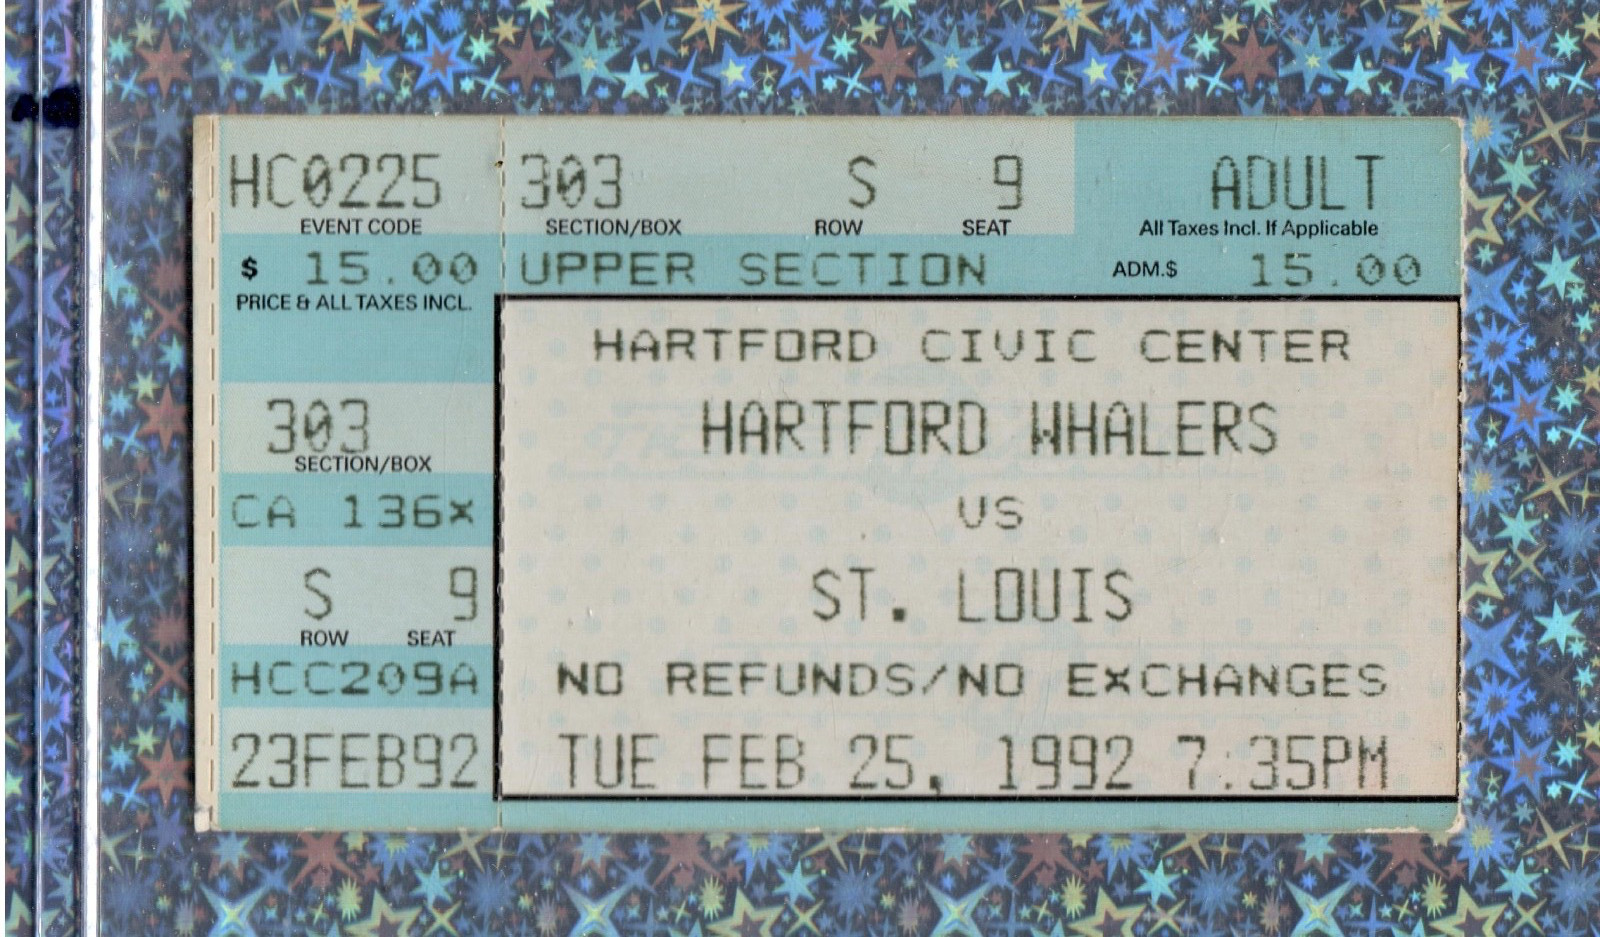 HC0225 303 S 9 ADULT
EVENT CODE SECTION/BOX ROW SEAT All Taxes Incl. If Applicable
$ 15.00 UPPER SECTION ADM.$ 15.00
PRICE & ALL TAXES INCL.
HARTFORD CIVIC CENTER
303 HARTFORD WHALERS
SECTION/BOX
CA 136X VS
S 9 ST. LOUIS
ROW SEAT
HCC209A NO REFUNDS/NO EXCHANGES
23FEB92 TUE FEB 25, 1992 7:35PM